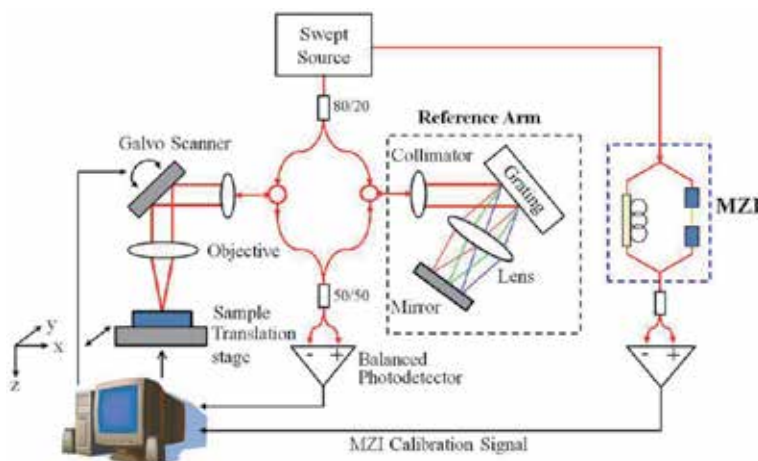 Swept
Source
80/20
Reference Arm
Galvo Scanner
Collimator
Grating
MZI
Objective
Lens
50/50
Mirror
Sample
Translation
stage
y
x
z
- +
Balanced
Photodetector
- +
MZI Calibration Signal